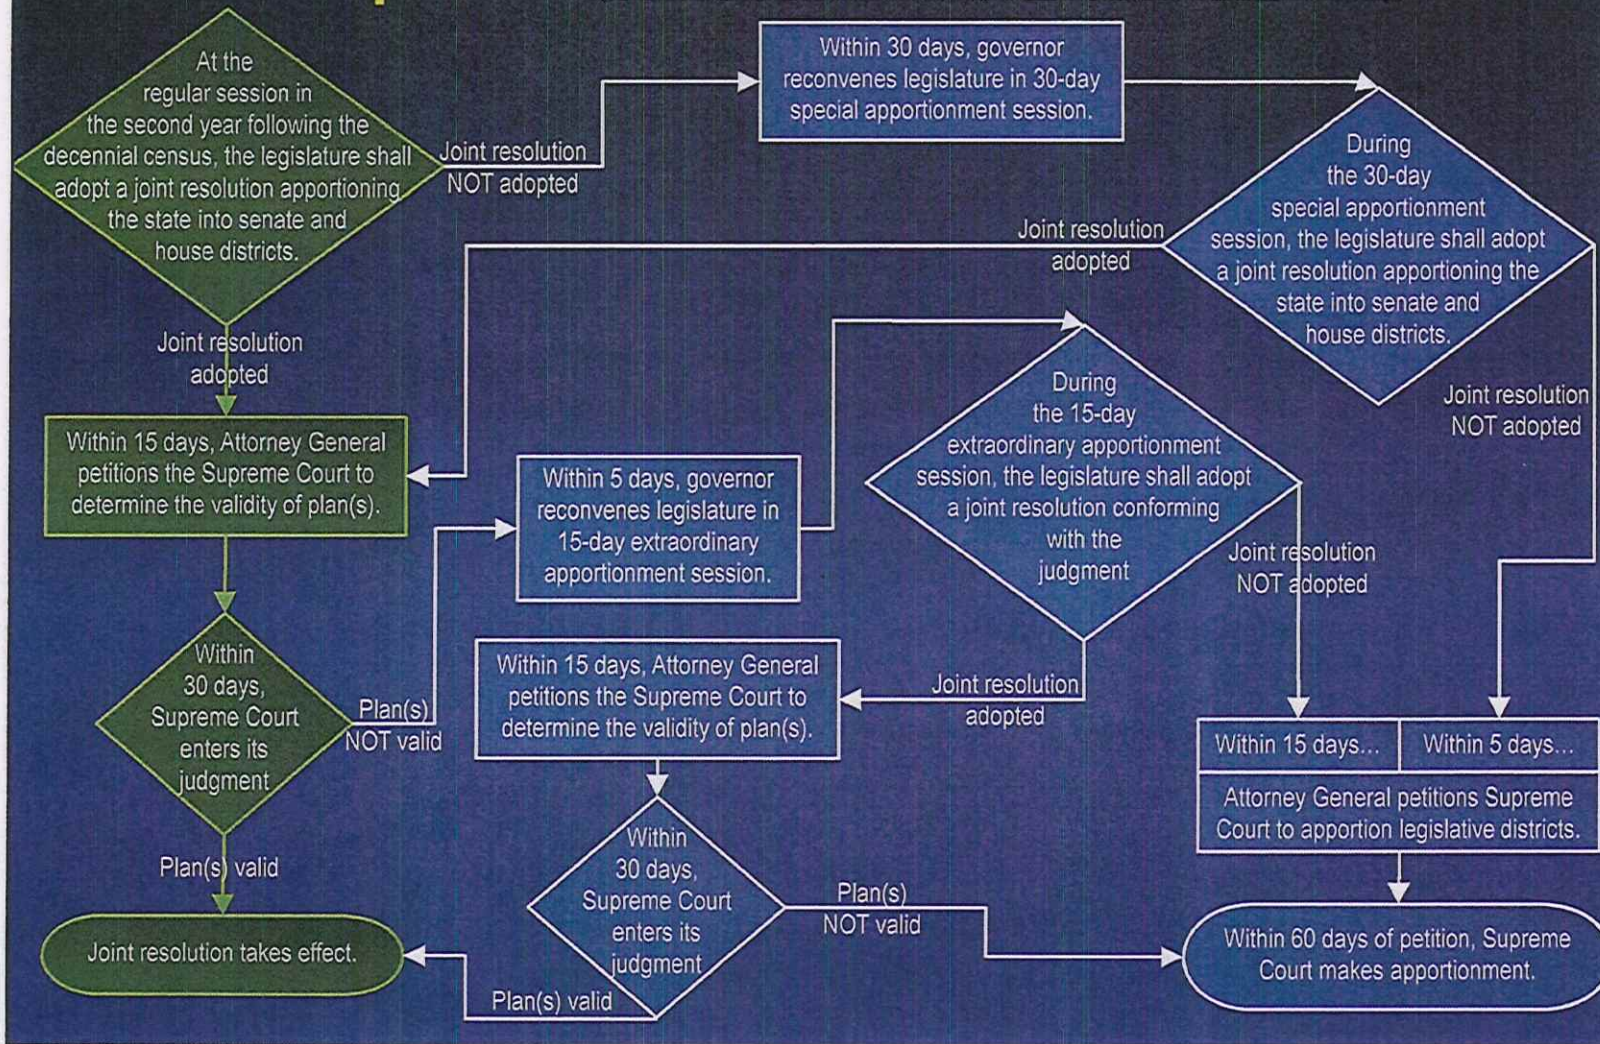 At the
regular session in
the second year following the
decennial census, the legislature shall
adopt a joint resolution apportioning
the state into senate and
house districts.
Joint resolution
NOT adopted
Within 30 days, governor
reconvenes legislature in 30-day
special apportionment session.
During
the 30-day
special apportionment
session, the legislature shall adopt
a joint resolution apportioning the
state into senate and
house districts.
Joint resolution
adopted
Joint resolution
NOT adopted
Joint resolution
adopted
Within 15 days, Attorney General
petitions the Supreme Court to
determine the validity of plan(s).
Within 5 days, governor
reconvenes legislature in
15-day extraordinary
apportionment session.
During
the 15-day
extraordinary apportionment
session, the legislature shall adopt
a joint resolution conforming
with the
judgment
Joint resolution
NOT adopted
Within
30 days,
Supreme Court
enters its
judgment
Plan(s)
NOT valid
Within 15 days, Attorney General
petitions the Supreme Court to
determine the validity of plan(s).
Joint resolution
adopted
Within 15 days...
Within 5 days...
Attorney General petitions Supreme
Court to apportion legislative districts.
Plan(s) valid
Within
30 days,
Supreme Court
enters its
judgment
Plan(s)
NOT valid
Joint resolution takes effect.
Plan(s) valid
Within 60 days of petition, Supreme
Court makes apportionment.